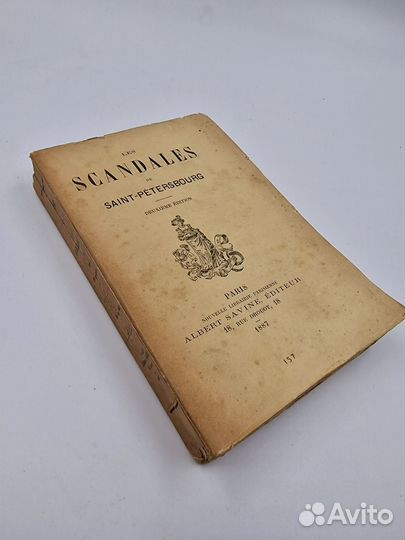 LES
SCANDALES
DE
SAINT-PETERSBOURG
DEUXIÈME ÉDITION
PARIS
NOUVELLE LIBRAIRIE PARISIENNE
ALBERT SAVINE, ÉDITEUR
18, RUE DROUOT, 18
1887
157
Avito